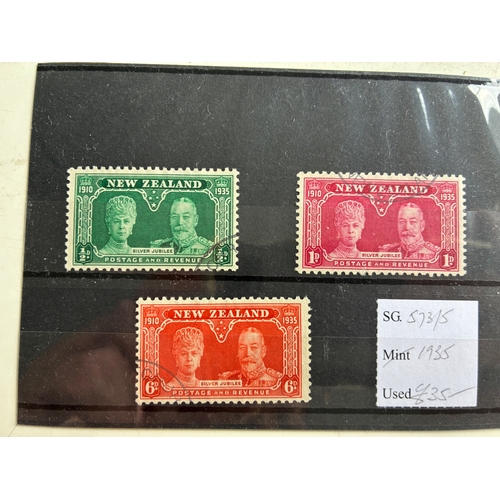 1910 NEW ZEALAND 1935
SILVER JUBILEE
½D ½D
POSTAGE AND REVENUE
1910 NEW ZEALAND 1935
SILVER JUBILEE
1D 1D
POSTAGE AND REVENUE
1910 NEW ZEALAND 1935
SILVER JUBILEE
6D 6D
POSTAGE AND REVENUE
SG. 573/5
Mint 1935
Used £35